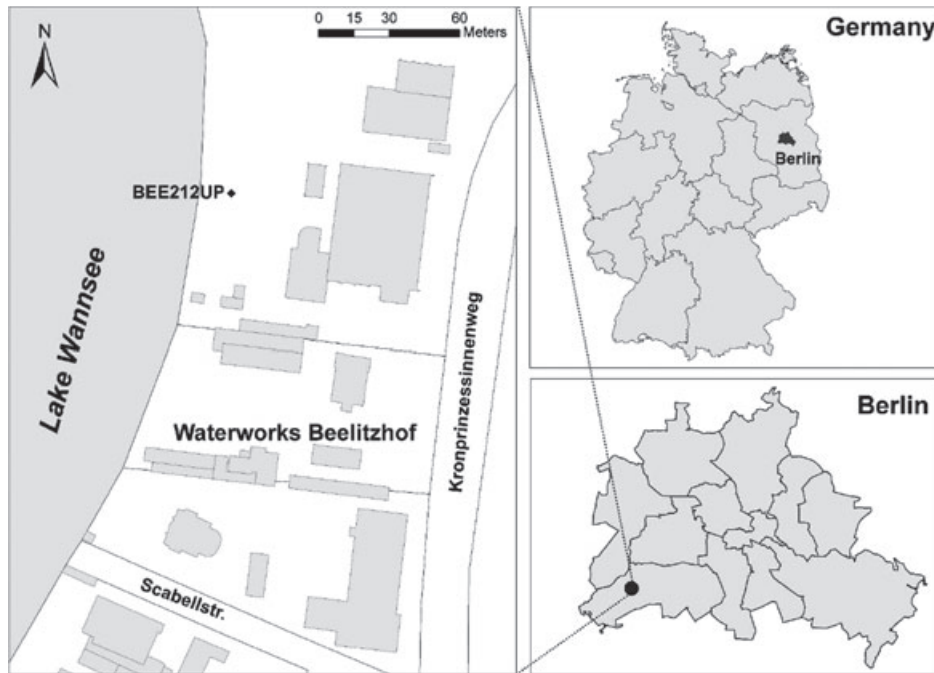 N
0 15 30 60
Meters
BEE212UP
Lake Wannsee
Kronprinzessinnenweg
Waterworks Beelitzhof
Scabellstr.
Germany
Berlin
Berlin